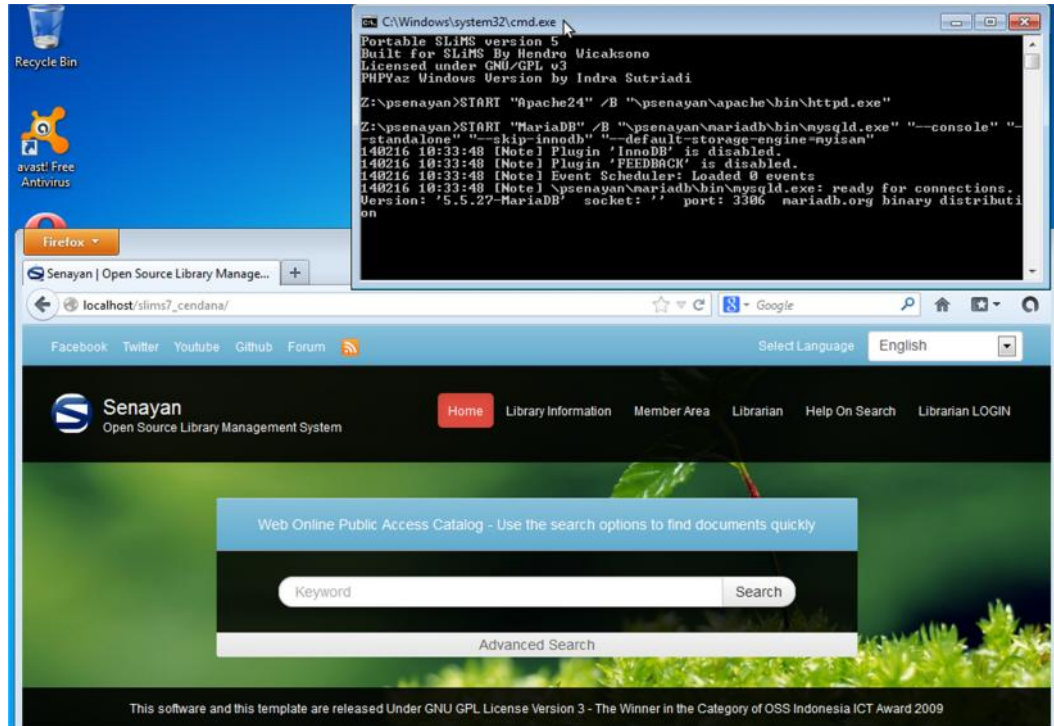 Recycle Bin
avast! Free
Antivirus
C:\Windows\system32\cmd.exe
Portable SLiMS version 5
Built for SLiMS By Hendro Wicaksono
Licensed under GNU/GPL v3
PHPYaz Windows Version by Indra Sutriadi
Z:\psenayan>START "Apache24" /B "\psenayan\apache\bin\httpd.exe"
Z:\psenayan>START "MariaDB" /B "\psenayan\mariadb\bin\mysqld.exe" "--console" "-
-standalone" "--skip-innodb" "--default-storage-engine=myisam"
140216 10:33:48 [Note] Plugin 'InnoDB' is disabled.
140216 10:33:48 [Note] Plugin 'FEEDBACK' is disabled.
140216 10:33:48 [Note] Event Scheduler: Loaded 0 events
140216 10:33:48 [Note] \psenayan\mariadb\bin\mysqld.exe: ready for connections.
Version: '5.5.27-MariaDB'  socket: ''  port: 3306  mariadb.org binary distributi
on
Firefox
Senayan | Open Source Library Manage...
localhost/slims7_cendana/
Google
Facebook Twitter Youtube Github Forum
Select Language English
Senayan
Open Source Library Management System
Home Library Information Member Area Librarian Help On Search Librarian LOGIN
Web Online Public Access Catalog - Use the search options to find documents quickly
Keyword Search
Advanced Search
This software and this template are released Under GNU GPL License Version 3 - The Winner in the Category of OSS Indonesia ICT Award 2009